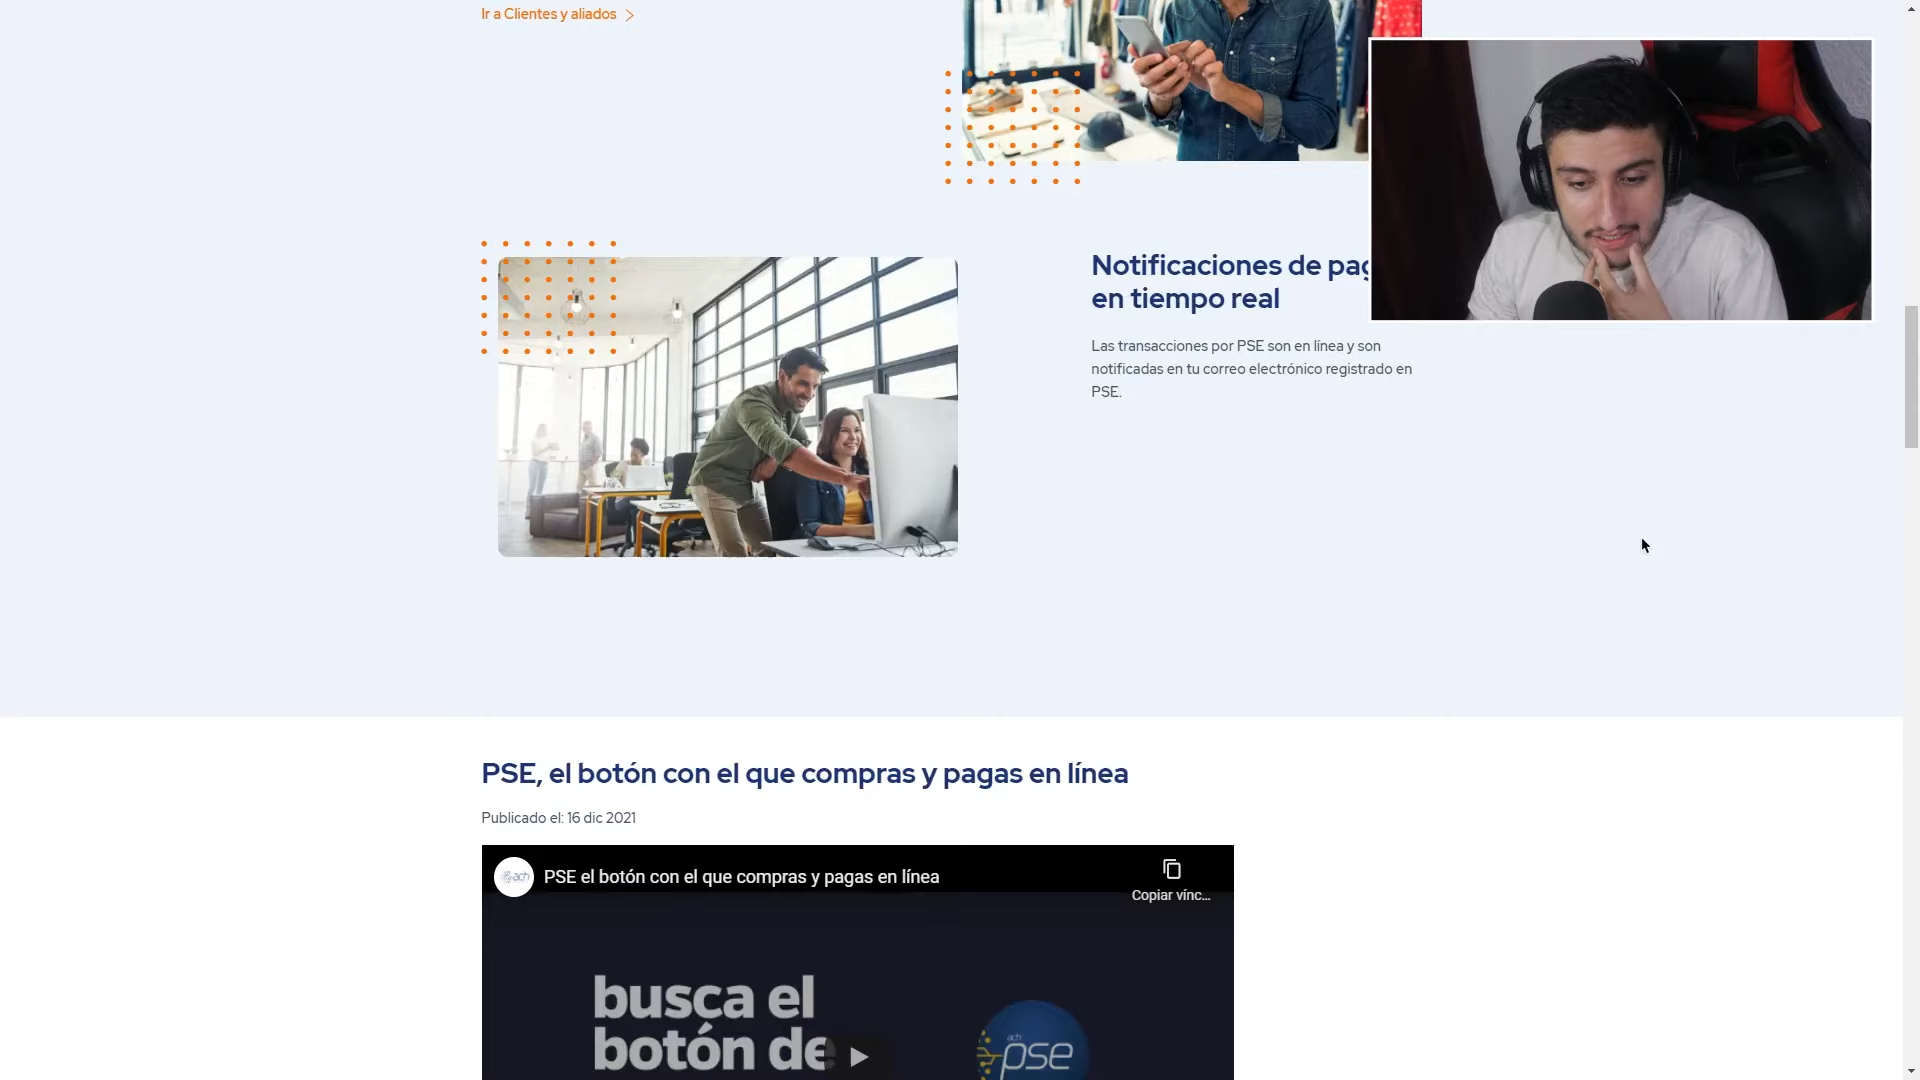 Ir a Clientes y aliados
Notificaciones de pag
en tiempo real
Las transacciones por PSE son en línea y son
notificadas en tu correo electrónico registrado en
PSE.
PSE, el botón con el que compras y pagas en línea
Publicado el: 16 dic 2021
ach
PSE el botón con el que compras y pagas en línea
Copiar vínc...
busca el
botón de
ach
pse